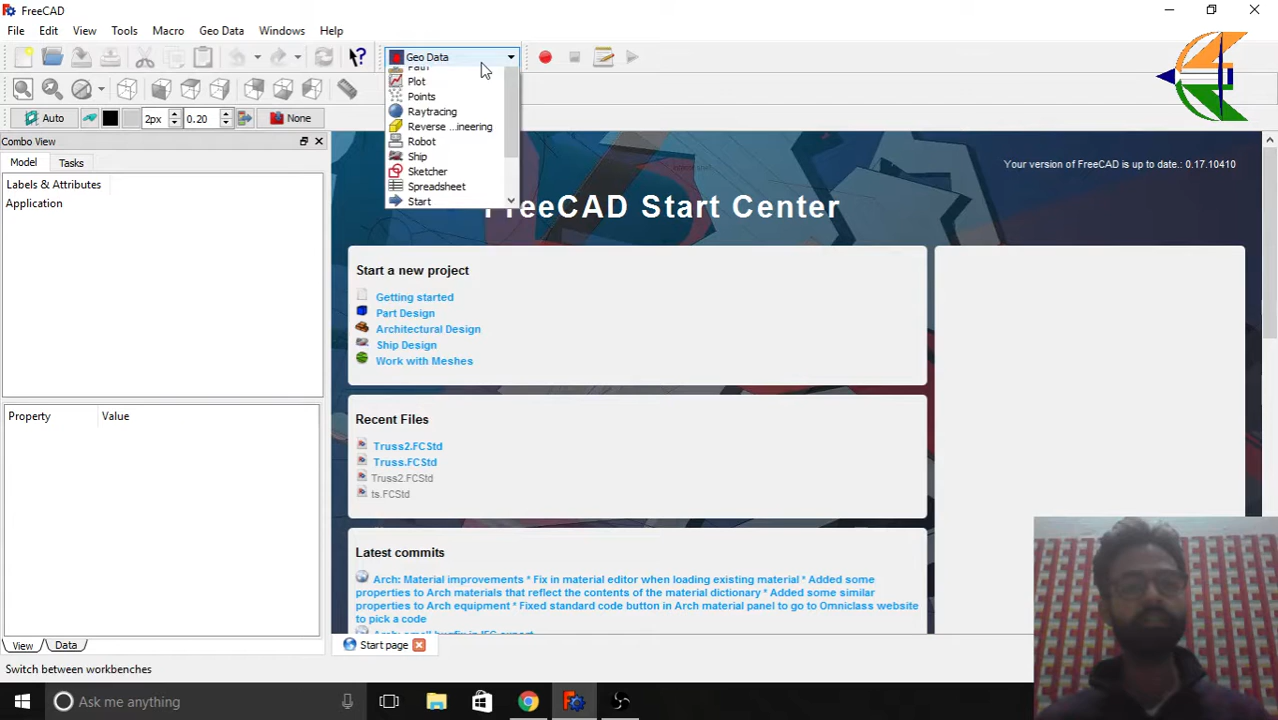 FreeCAD
File Edit View Tools Macro Geo Data Windows Help
Geo Data
Path
Plot
Points
Raytracing
Reverse ...ineering
Robot
Ship
Sketcher
Spreadsheet
Start
Auto 2px 0.20 None
Combo View
Model Tasks
Labels & Attributes
Application
Property Value
View Data
Your version of FreeCAD is up to date.: 0.17.10410
FreeCAD Start Center
Start a new project
Getting started
Part Design
Architectural Design
Ship Design
Work with Meshes
Recent Files
Truss2.FCStd
Truss.FCStd
Truss2.FCStd
ts.FCStd
Latest commits
Arch: Material improvements * Fix in material editor when loading existing material * Added some
properties to Arch materials that reflect the contents of the material dictionary * Added some similar
properties to Arch equipment * Fixed standard code button in Arch material panel to go to Omniclass website
to pick a code
Start page
Switch between workbenches
Ask me anything